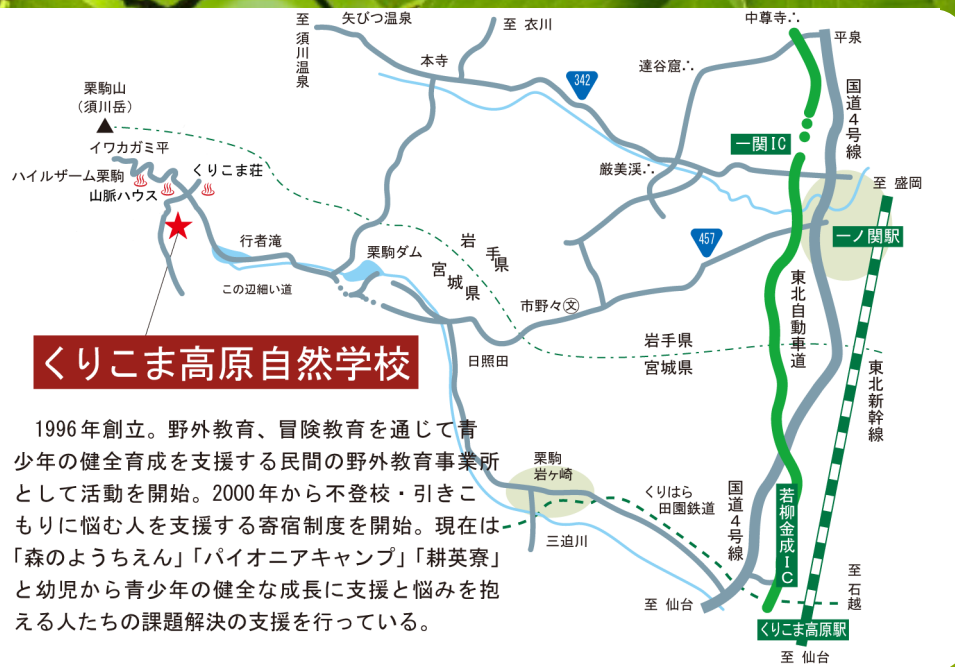 至 須川温泉
矢びつ温泉
至 衣川
中尊寺∴
平泉
本寺
達谷窟∴
342
国道4号線
栗駒山
（須川岳）
イワカガミ平
一関IC
ハイルザーム栗駒
くりこま荘
山脈ハウス
厳美渓∴
至 盛岡
一ノ関駅
457
行者滝
栗駒ダム
岩手県
宮城県
この辺細い道
市野々文
東北自動車道
日照田
岩手県
宮城県
東北新幹線
くりこま高原自然学校
1996年創立。野外教育、冒険教育を通じて青
少年の健全育成を支援する民間の野外教育事業所
として活動を開始。2000年から不登校・引きこ
もりに悩む人を支援する寄宿制度を開始。現在は
「森のようちえん」「パイオニアキャンプ」「耕英寮」
と幼児から青少年の健全な成長に支援と悩みを抱
える人たちの課題解決の支援を行っている。
栗駒
岩ヶ崎
くりはら
田園鉄道
国道4号線
若柳金成IC
三迫川
至 石越
至 仙台
くりこま高原駅
至 仙台